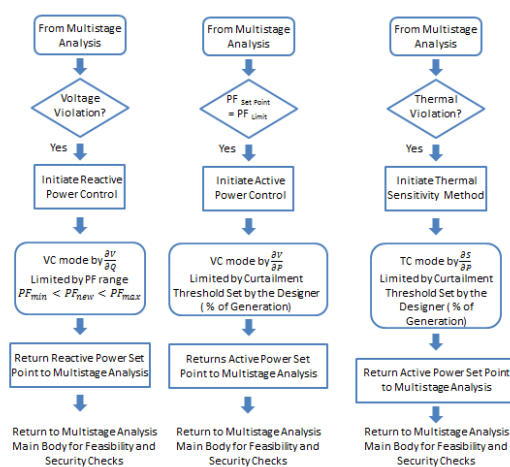 From Multistage
Analysis
Voltage
Violation?
Yes
Initiate Reactive
Power Control
VC mode by ∂V/∂Q
Limited by PF range
PFmin < PFnew < PFmax
Return Reactive Power Set
Point to Multistage Analysis
Return to Multistage Analysis
Main Body for Feasibility and
Security Checks
From Multistage
Analysis
PF Set Point
= PF Limit
Yes
Initiate Active
Power Control
VC mode by ∂V/∂P
Limited by Curtailment
Threshold Set by the Designer
( % of Generation)
Returns Active Power Set
Point to Multistage Analysis
Return to Multistage Analysis
Main Body for Feasibility and
Security Checks
From Multistage
Analysis
Thermal
Violation?
Yes
Initiate Thermal
Sensitivity Method
TC mode by ∂S/∂P
Limited by Curtailment
Threshold Set by the
Designer ( % of
Generation)
Return Active Power Set Point
to Multistage Analysis
Return to Multistage Analysis
Main Body for Feasibility and
Security Checks